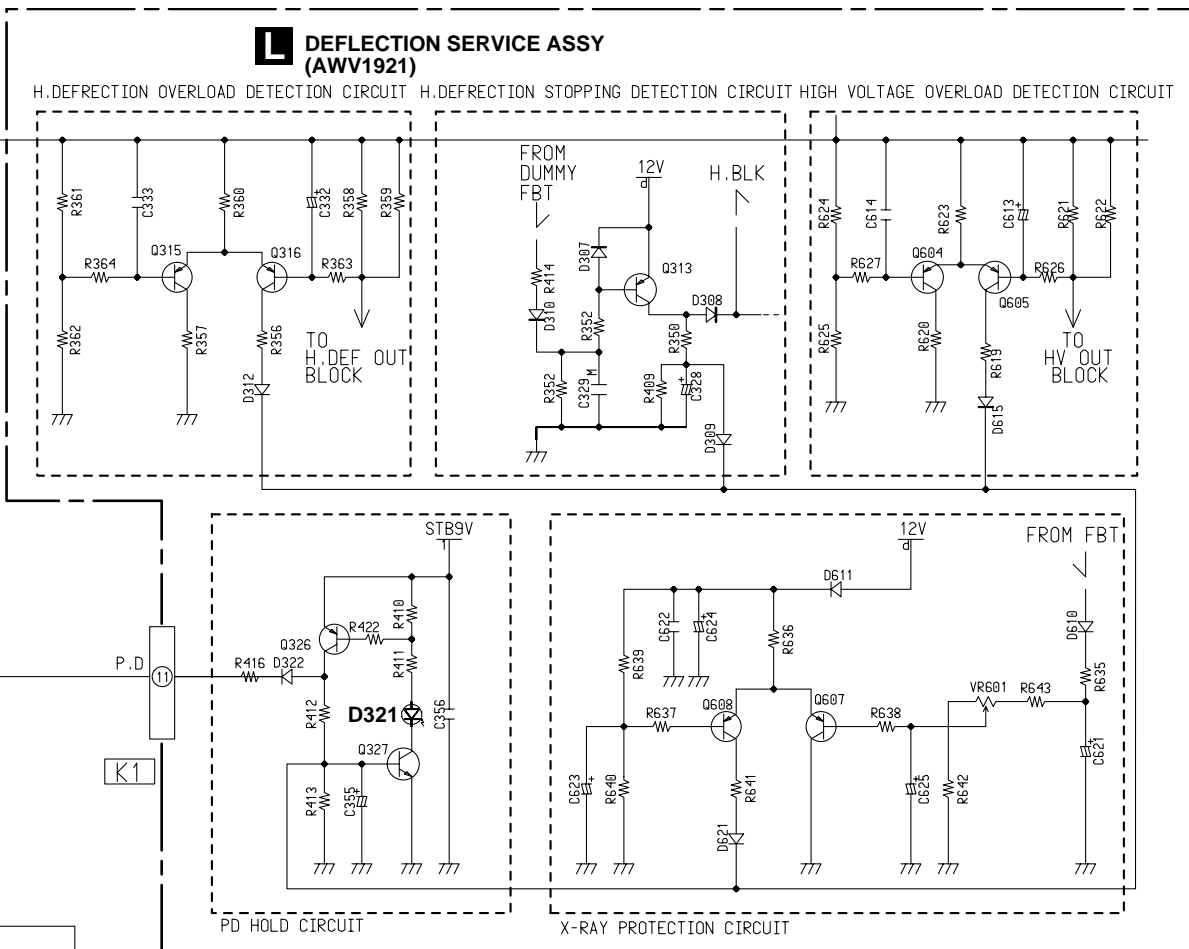 L DEFLECTION SERVICE ASSY
(AWV1921)
H.DEFRECTION OVERLOAD DETECTION CIRCUIT
R361
C333
R360
C332
+
R358
R359
Q315
Q316
R364
R363
R362
R357
R356
D312
TO
H.DEF OUT
BLOCK
H.DEFRECTION STOPPING DETECTION CIRCUIT
FROM
DUMMY
FBT
12V
d
H.BLK
D307
Q313
R414
D310
R352
D308
R350
R352
C329
M
R409
C328
+
D309
HIGH VOLTAGE OVERLOAD DETECTION CIRCUIT
R624
C614
R623
C613
+
R621
R622
Q604
R627
R626
Q605
R625
R620
R619
D615
TO
HV OUT
BLOCK
P.D
11
K1
STB9V
R410
Q326
R422
R416
D322
R411
R412
D321
C356
Q327
R413
C355
+
PD HOLD CIRCUIT
12V
d
FROM FBT
D611
C622
C624
+
R636
D610
R639
R635
Q608
Q607
VR601
R643
R637
R638
C623
+
R640
R641
D621
C625
+
R642
C621
+
X-RAY PROTECTION CIRCUIT